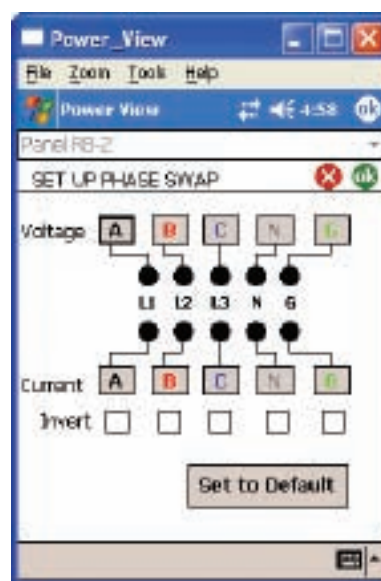 Power_View
File Zoom Tools Help
Power View 4:58 ok
Panel RB-2
SET UP PHASE SWAP ok
Voltage A B C N G
L1 L2 L3 N G
Current A B C N G
Invert
Set to Default